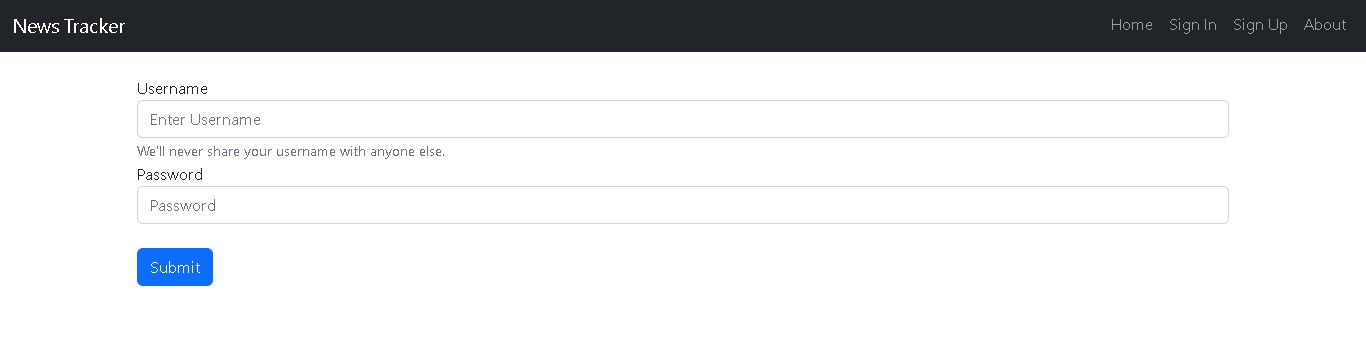 News Tracker Home Sign In Sign Up About
Username
Enter Username
We'll never share your username with anyone else.
Password
Password
Submit